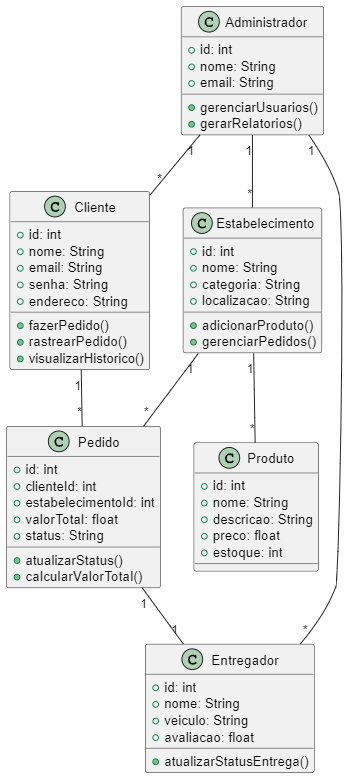 C Administrador
id: int
nome: String
email: String
gerenciarUsuarios()
gerarRelatorios()
1 1 1
* *
C Cliente
id: int
nome: String
email: String
senha: String
endereco: String
fazerPedido()
rastrearPedido()
visualizarHistorico()
C Estabelecimento
id: int
nome: String
categoria: String
localizacao: String
adicionarProduto()
gerenciarPedidos()
1 1 1
* * *
C Pedido
id: int
clienteId: int
estabelecimentoId: int
valorTotal: float
status: String
atualizarStatus()
calcularValorTotal()
C Produto
id: int
nome: String
descricao: String
preco: float
estoque: int
1 1 *
C Entregador
id: int
nome: String
veiculo: String
avaliacao: float
atualizarStatusEntrega()